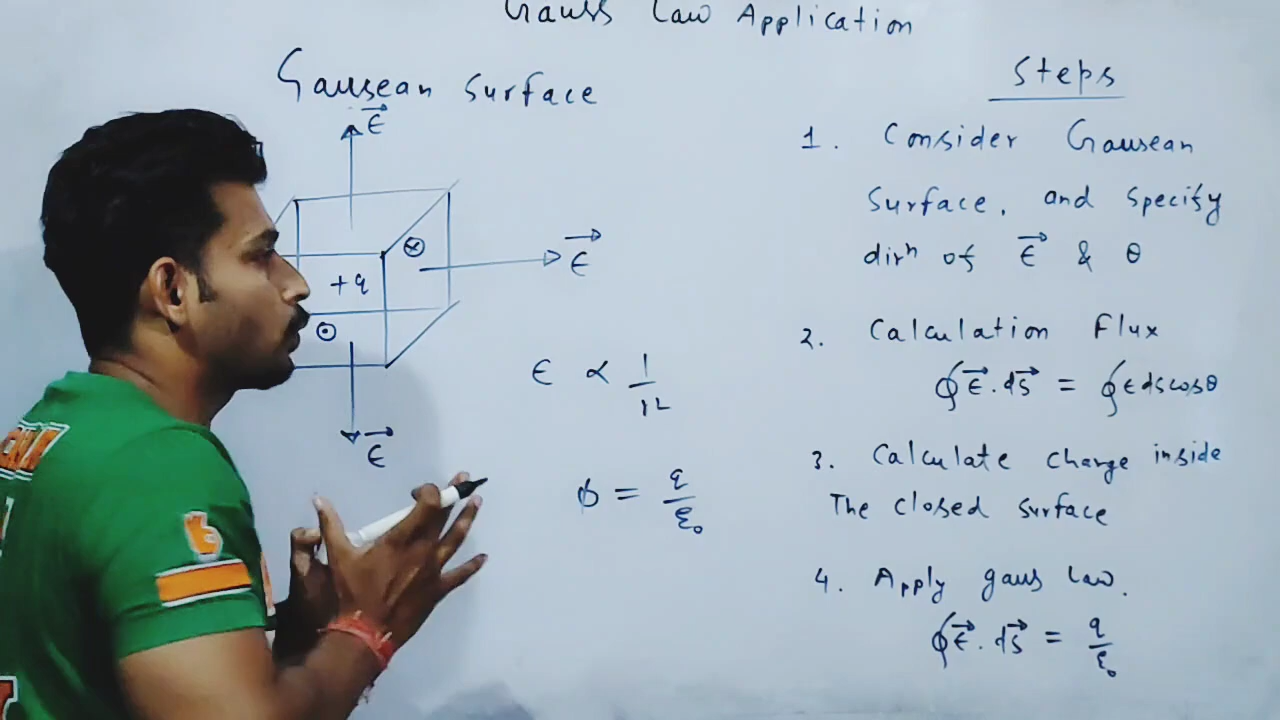 Gauss Law Application
Gausean Surface
E
E
+q
E
E ∝ 1/r²
φ = q/ε₀
Steps
1. Consider Gausean
Surface, and specify
dirⁿ of E & θ
2. Calculation Flux
∮E.ds = ∮E ds cosθ
3. Calculate charge inside
The closed surface
4. Apply gaus law.
∮E.ds = q/ε₀